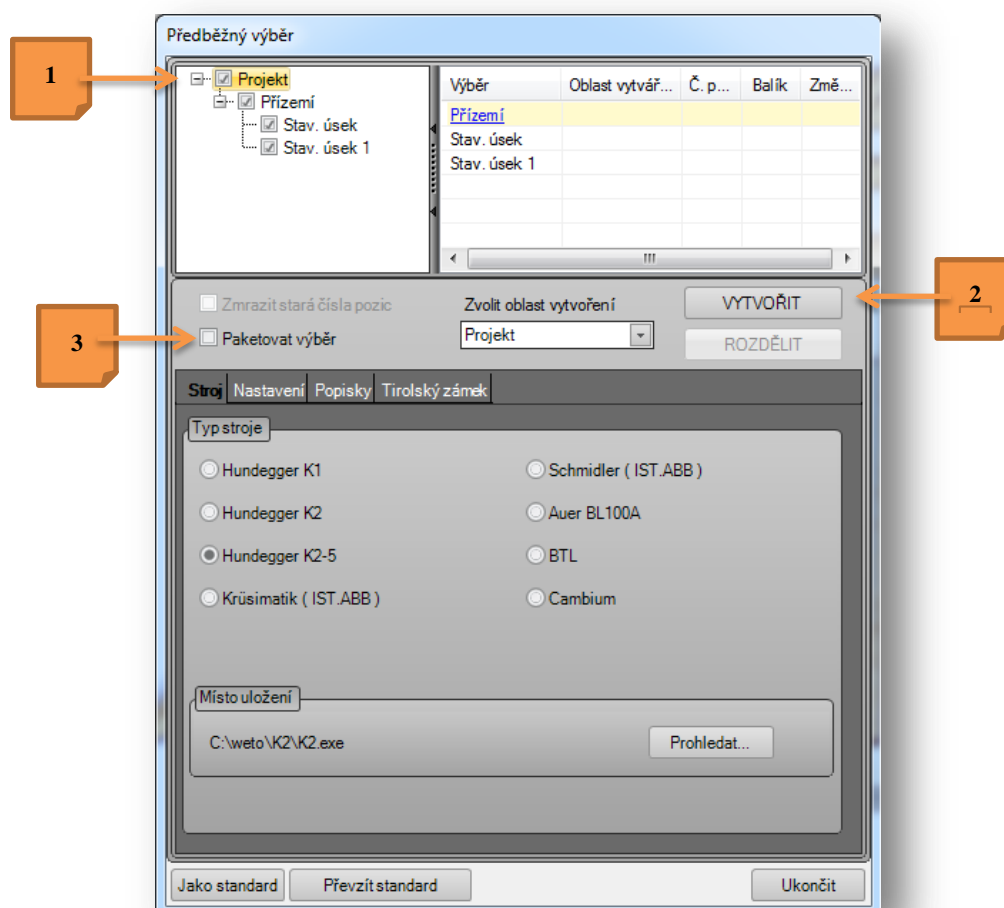 Předběžný výběr
1
Projekt
Přízemí
Stav. úsek
Stav. úsek 1
Výběr Oblast vytvář... Č. p... Balík Změ...
Přízemí
Stav. úsek
Stav. úsek 1
2
3
Zmrazit stará čísla pozic
Paketovat výběr
Zvolit oblast vytvoření
Projekt
VYTVOŘIT
ROZDĚLIT
Stroj Nastavení Popisky Tirolský zámek
Typ stroje
Hundegger K1
Schmidler ( IST.ABB )
Hundegger K2
Auer BL100A
Hundegger K2-5
BTL
Krüsimatik ( IST.ABB )
Cambium
Místo uložení
C:\weto\K2\K2.exe
Prohledat...
Jako standard
Převzít standard
Ukončit